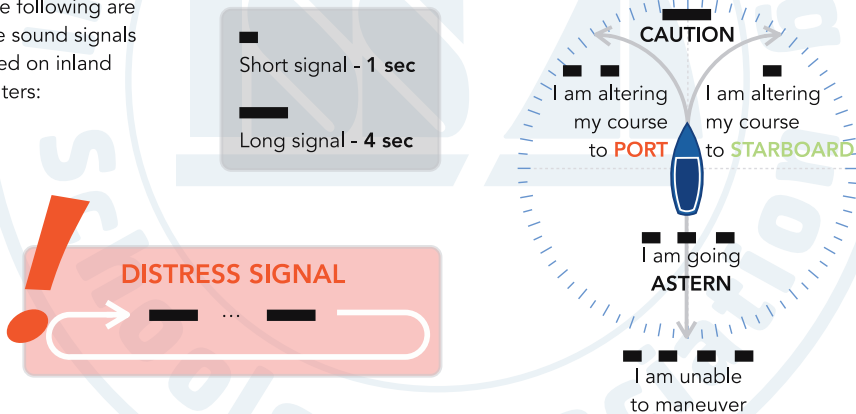 e following are
e sound signals
ed on inland
ters:
Short signal - 1 sec
Long signal - 4 sec
DISTRESS SIGNAL
...
CAUTION
I am altering
my course
to PORT
I am altering
my course
to STARBOARD
I am going
ASTERN
I am unable
to maneuver